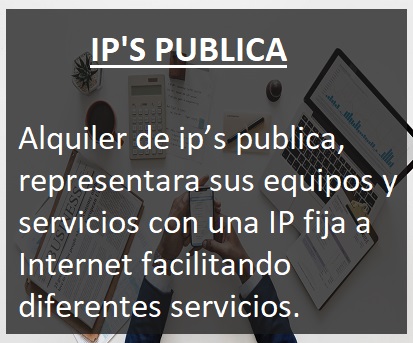 IP'S PUBLICA
Alquiler de ip’s publica,
representara sus equipos y
servicios con una IP fija a
Internet facilitando
diferentes servicios.